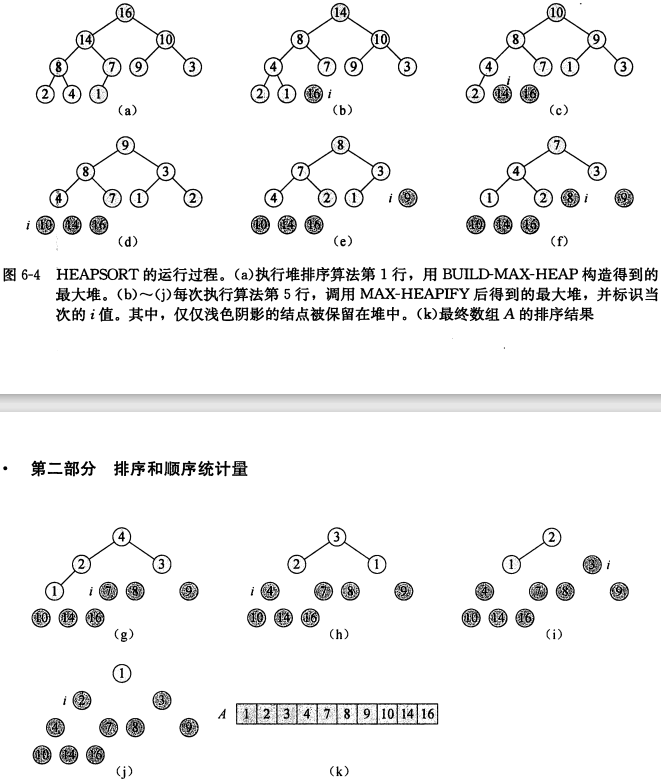 16
14 10
8 7 9 3
2 4 1
(a)
14
8 10
4 7 9 3
2 1 16 i
(b)
10
8 9
4 7 1 3
i
2 14 16
(c)
9
8 3
4 7 1 2
i 10 14 16
(d)
8
7 3
4 2 1 i 9
10 14 16
(e)
7
4 3
1 2 8 i 9
10 14 16
(f)
图 6-4 HEAPSORT 的运行过程。(a)执行堆排序算法第 1 行，用 BUILD-MAX-HEAP 构造得到的
最大堆。(b)～(j)每次执行算法第 5 行，调用 MAX-HEAPIFY 后得到的最大堆，并标识当
次的 i 值。其中，仅仅浅色阴影的结点被保留在堆中。(k)最终数组 A 的排序结果
· 第二部分 排序和顺序统计量
4
2 3
1 i 7 8 9
10 14 16
(g)
3
2 1
i 4 7 8 9
10 14 16
(h)
2
1 3 i
4 7 8 9
10 14 16
(i)
1
i 2 3
4 7 8 9
10 14 16
(j)
A 1 2 3 4 7 8 9 10 14 16
(k)